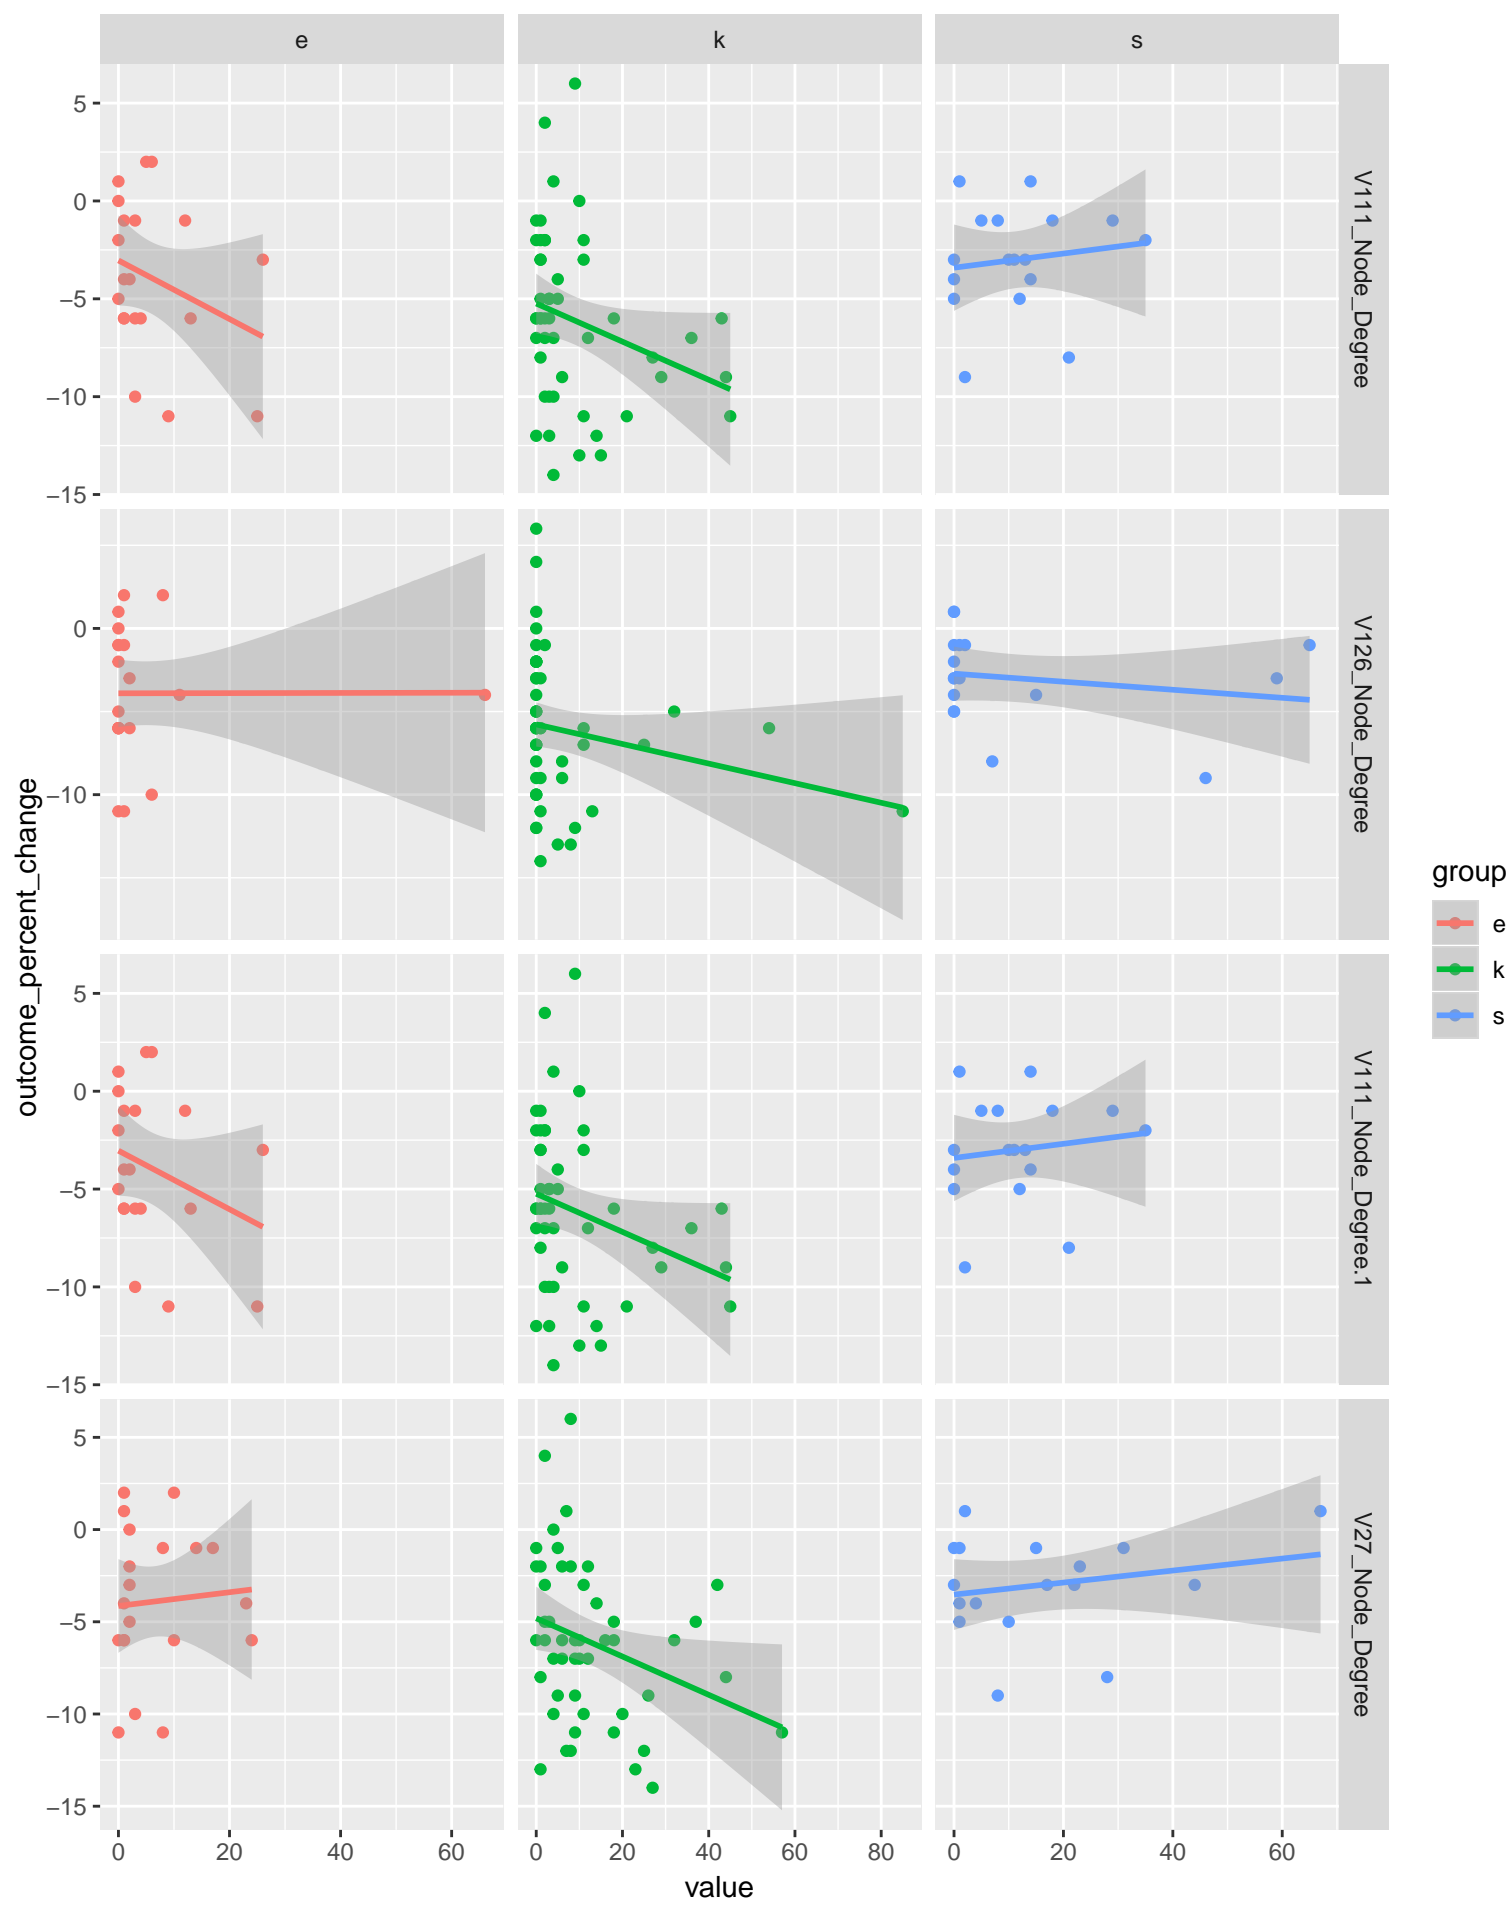 e k s
5
0
−5
−10
−15
V111_Node_Degree
0
−10
V126_Node_Degree
outcome_percent_change
group
e
k
s
5
0
−5
−10
−15
V111_Node_Degree.1
5
0
−5
−10
−15
V27_Node_Degree
0 20 40 60 0 20 40 60 80 0 20 40 60
value